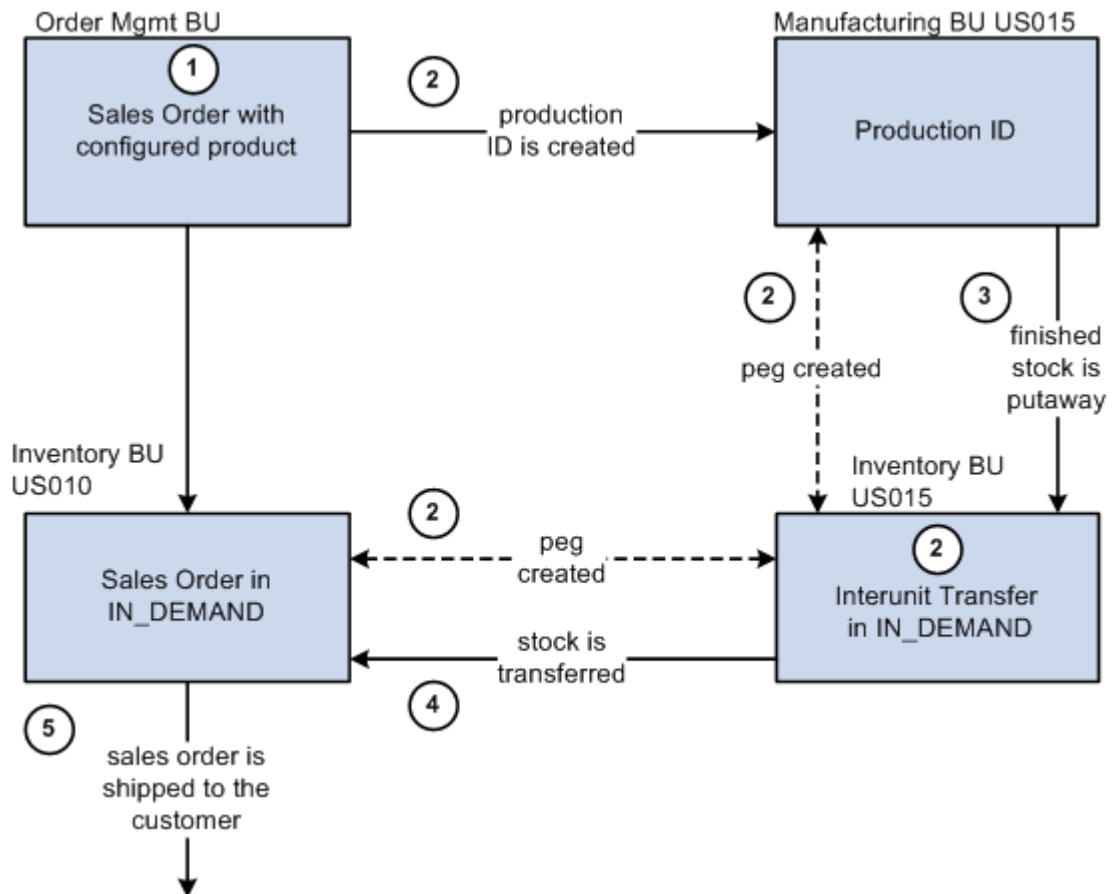 Order Mgmt BU
Manufacturing BU US015
1
Sales Order with
configured product
2
production
ID is created
Production ID
2
peg created
3
finished
stock is
putaway
Inventory BU
US010
Inventory BU
US015
Sales Order in
IN_DEMAND
2
peg
created
2
Interunit Transfer
in IN_DEMAND
stock is
transferred
4
5
sales order is
shipped to the
customer